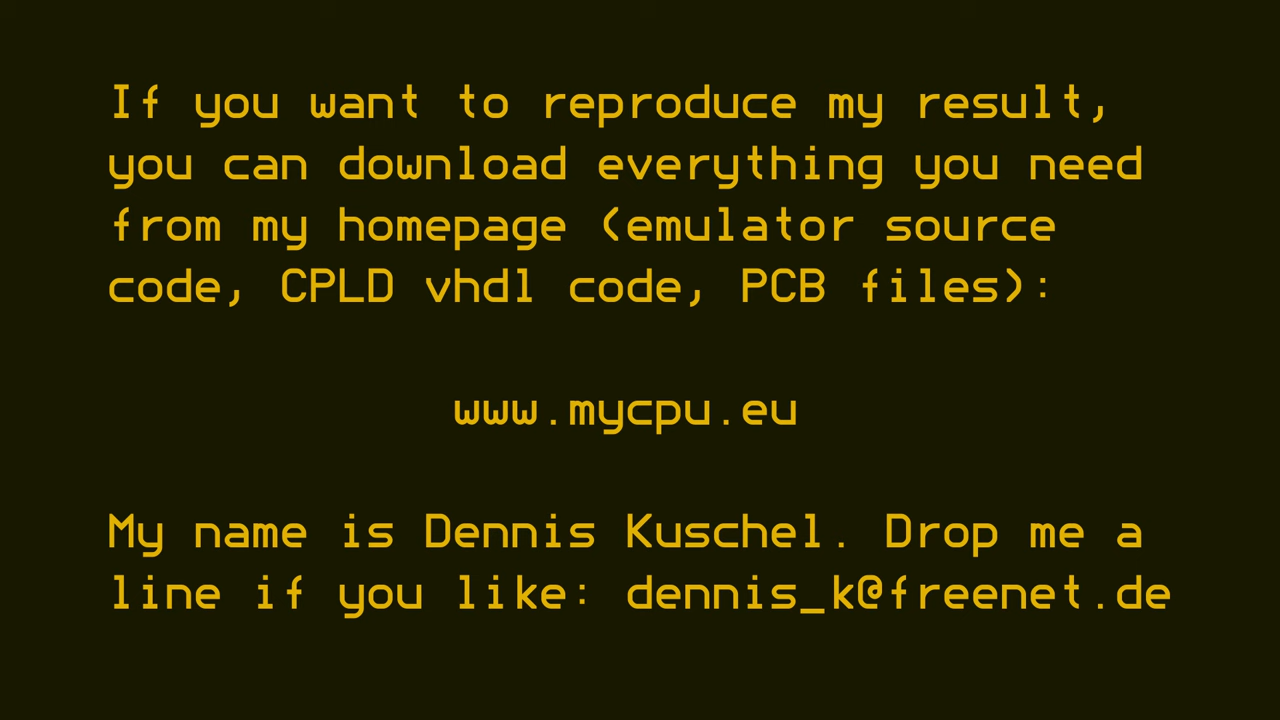 If you want to reproduce my result,
you can download everything you need
from my homepage (emulator source
code, CPLD vhdl code, PCB files):
www.mycpu.eu
My name is Dennis Kuschel. Drop me a
line if you like: dennis_k@freenet.de